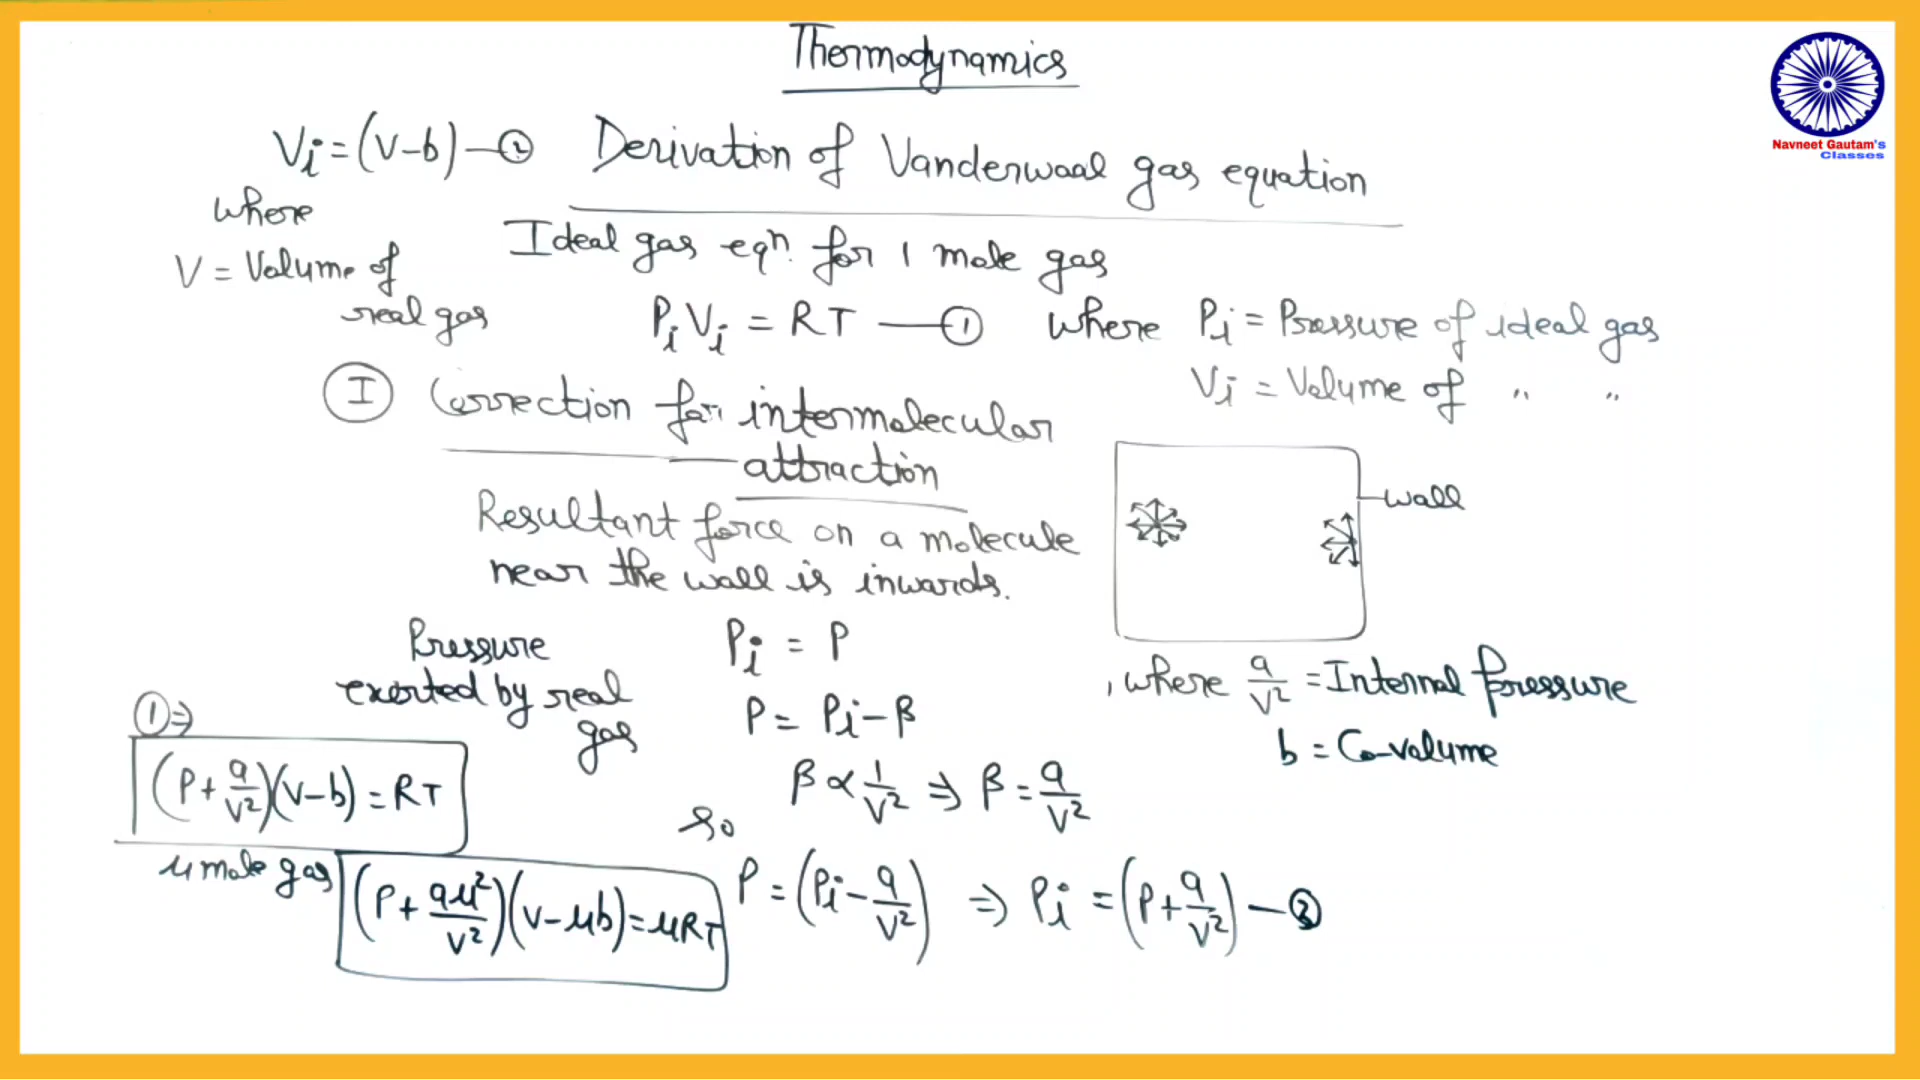 Thermodynamics
Navneet Gautam's
Classes
Vi = (V-b) — ②
Derivation of Vanderwaal gas equation
where
V = Volume of
real gas
Ideal gas eqn. for 1 mole gas
PiVi = RT — ① where Pi = Pressure of ideal gas
Vi = Volume of " "
Ⓘ Correction for intermolecular
attraction
wall
Resultant force on a molecule
near the wall is inwards.
Pressure
exerted by real
gas
Pi = P
P = Pi - β
β ∝ 1/V² ⇒ β = a/V²
, where a/V² = Internal Pressure
b = Co-volume
so
P = (Pi - a/V²) ⇒ Pi = (P + a/V²) — ③
① ⇒
(P + a/V²)(V-b) = RT
μ mole gas
(P + aμ²/V²)(V-μb) = μRT